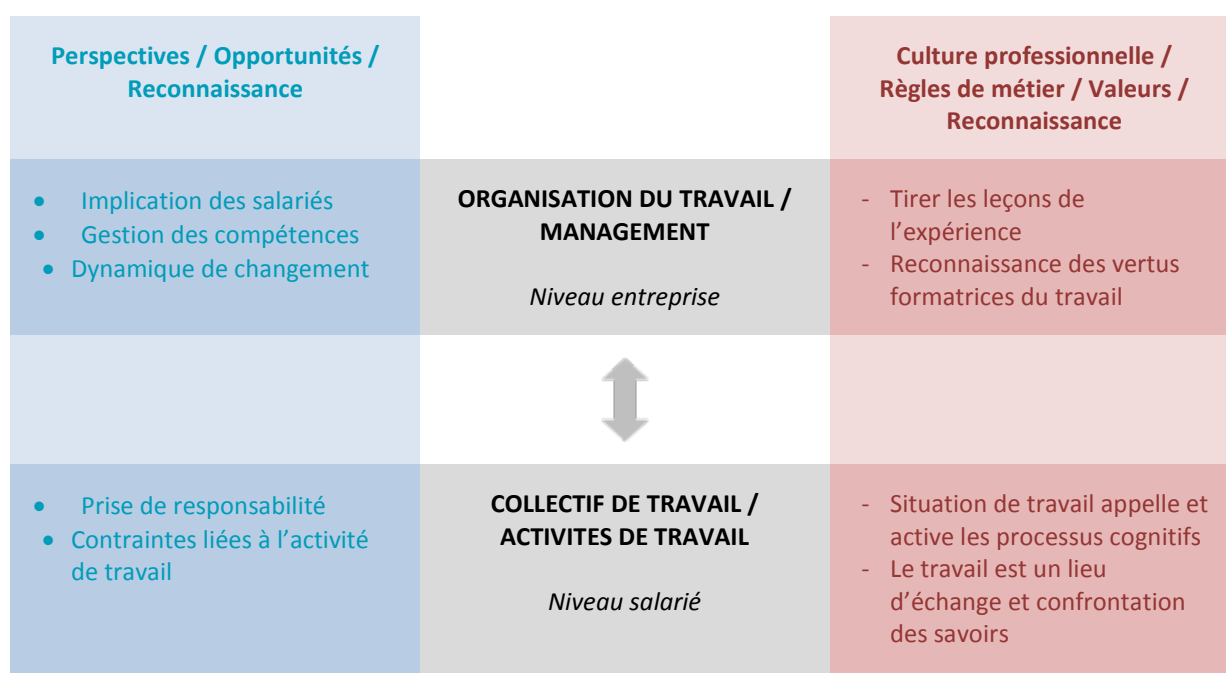 Perspectives / Opportunités /
Reconnaissance
Culture professionnelle /
Règles de métier / Valeurs /
Reconnaissance
• Implication des salariés
• Gestion des compétences
• Dynamique de changement
ORGANISATION DU TRAVAIL /
MANAGEMENT
Niveau entreprise
- Tirer les leçons de
l’expérience
- Reconnaissance des vertus
formatrices du travail
• Prise de responsabilité
• Contraintes liées à l’activité
de travail
COLLECTIF DE TRAVAIL /
ACTIVITES DE TRAVAIL
Niveau salarié
- Situation de travail appelle et
active les processus cognitifs
- Le travail est un lieu
d’échange et confrontation
des savoirs